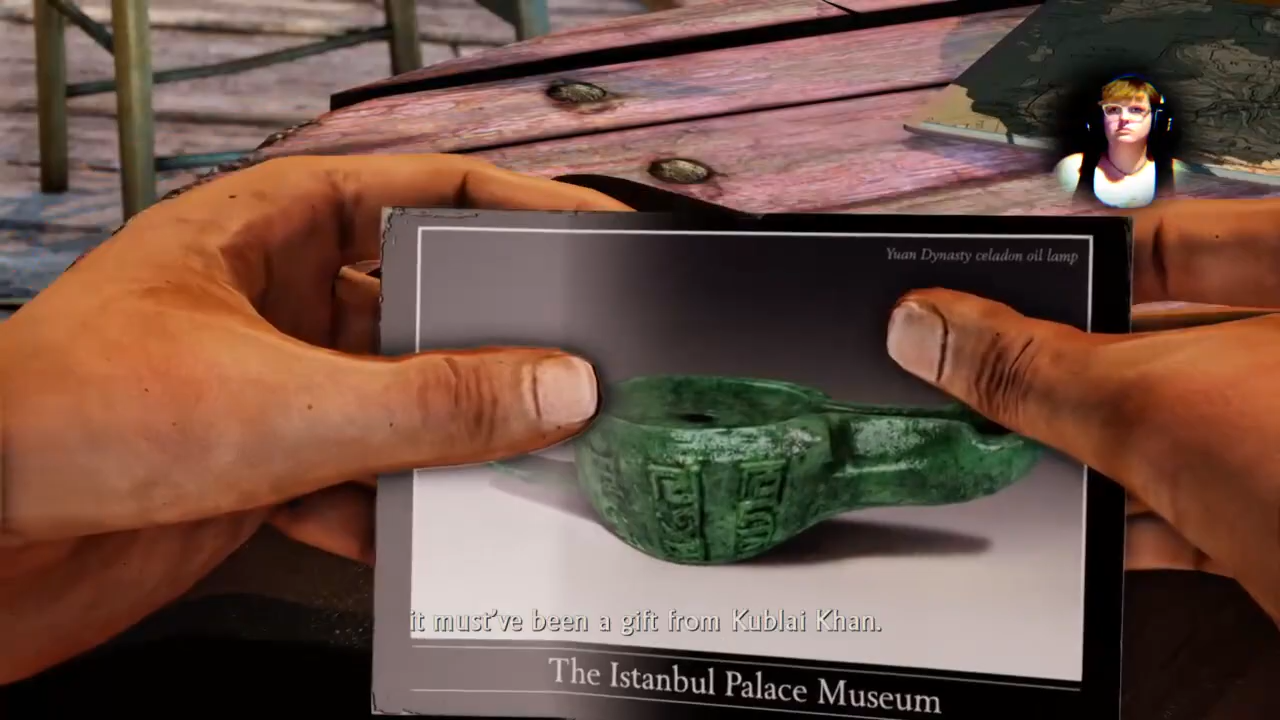 Yuan Dynasty celadon oil lamp
it must've been a gift from Kublai Khan.
The Istanbul Palace Museum